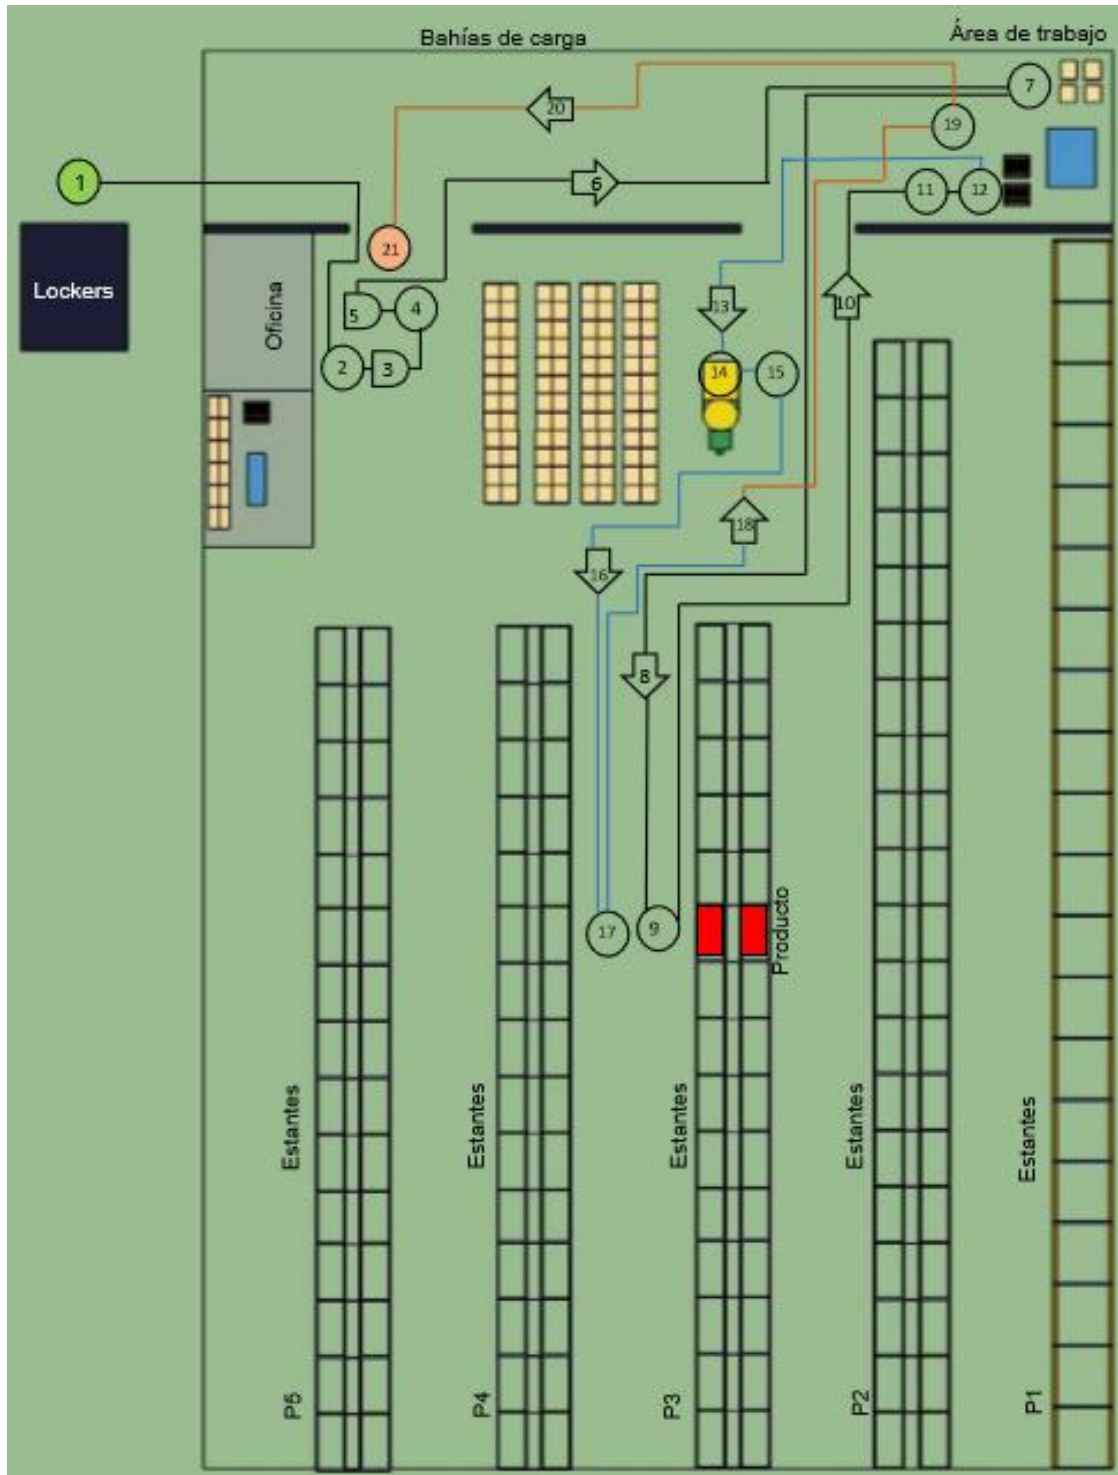 Bahías de carga
Área de trabajo
7
20
19
1
6
11
12
21
Lockers
Oficina
5
4
13
10
2
3
14
15
18
16
8
17
9
Producto
Estantes
Estantes
Estantes
Estantes
Estantes
P5
P4
P3
P2
P1